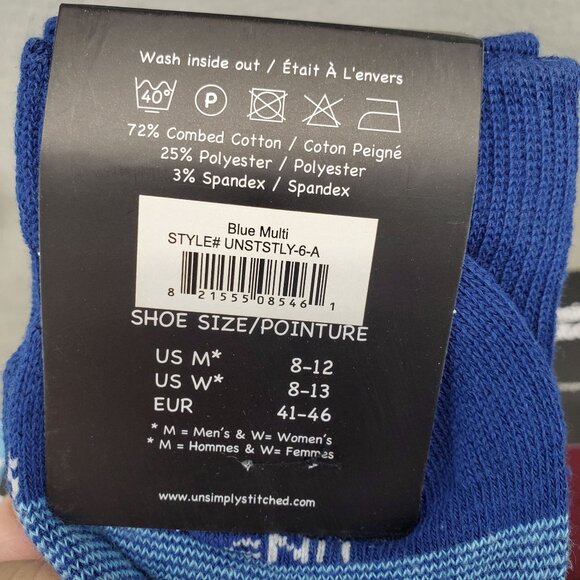 Wash inside out / Était À L'envers
40°
P
72% Combed Cotton / Coton Peigné
25% Polyester / Polyester
3% Spandex / Spandex
Blue Multi
STYLE# UNSTSTLY-6-A
8 21555 08546 1
SHOE SIZE/POINTURE
US M* 8-12
US W* 8-13
EUR 41-46
* M = Men's & W= Women's
* M = Hommes & W= Femmes
www.unsimplystitched.com